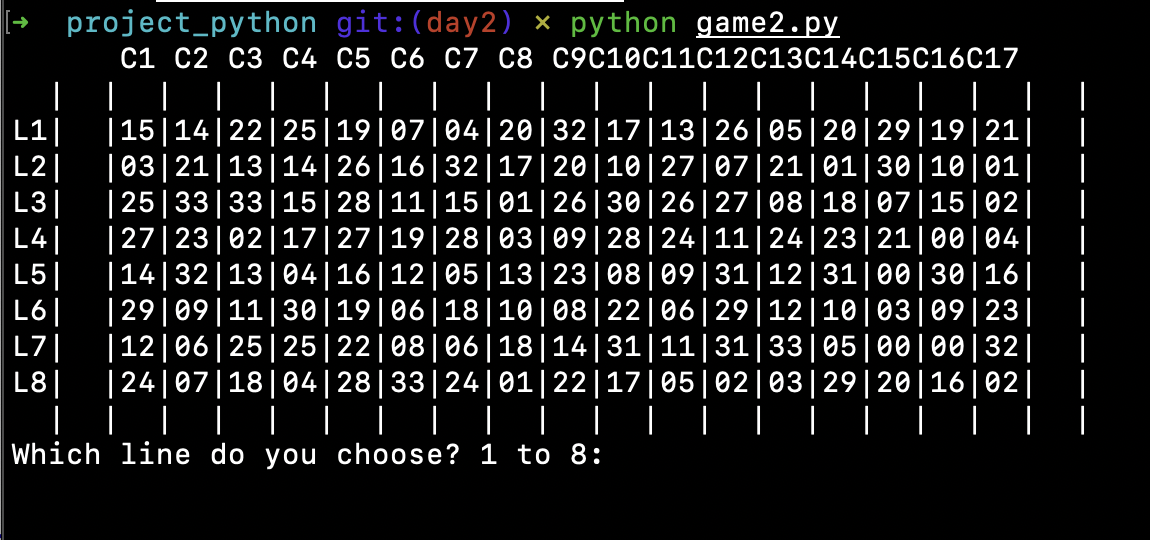 [➜  project_python git:(day2) × python game2.py
      C1 C2 C3 C4 C5 C6 C7 C8 C9C10C11C12C13C14C15C16C17
  |  |  |  |  |  |  |  |  |  |  |  |  |  |  |  |  |  |  |  |
L1|  |15|14|22|25|19|07|04|20|32|17|13|26|05|20|29|19|21|  |
L2|  |03|21|13|14|26|16|32|17|20|10|27|07|21|01|30|10|01|  |
L3|  |25|33|33|15|28|11|15|01|26|30|26|27|08|18|07|15|02|  |
L4|  |27|23|02|17|27|19|28|03|09|28|24|11|24|23|21|00|04|  |
L5|  |14|32|13|04|16|12|05|13|23|08|09|31|12|31|00|30|16|  |
L6|  |29|09|11|30|19|06|18|10|08|22|06|29|12|10|03|09|23|  |
L7|  |12|06|25|25|22|08|06|18|14|31|11|31|33|05|00|00|32|  |
L8|  |24|07|18|04|28|33|24|01|22|17|05|02|03|29|20|16|02|  |
  |  |  |  |  |  |  |  |  |  |  |  |  |  |  |  |  |  |  |  |
Which line do you choose? 1 to 8: